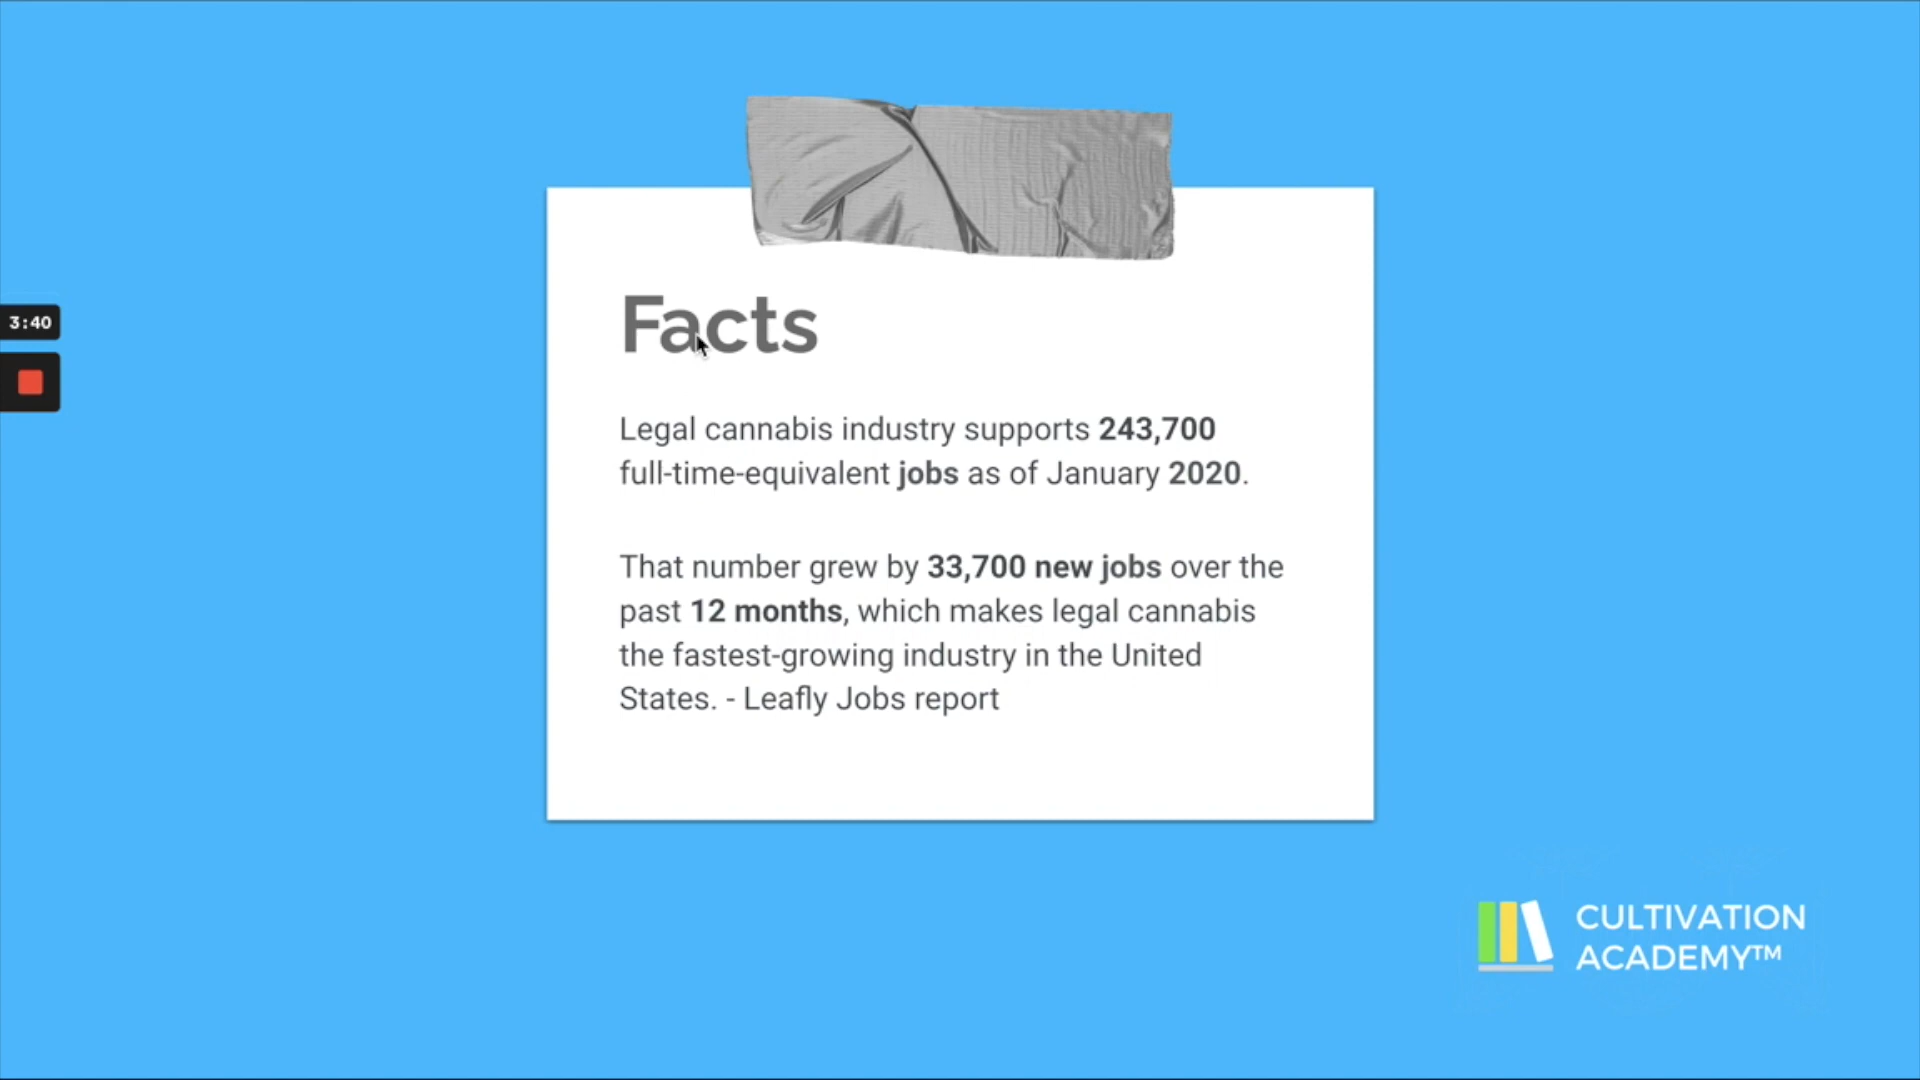 3:40
Facts
Legal cannabis industry supports 243,700
full-time-equivalent jobs as of January 2020.
That number grew by 33,700 new jobs over the
past 12 months, which makes legal cannabis
the fastest-growing industry in the United
States. - Leafly Jobs report
CULTIVATION
ACADEMY™